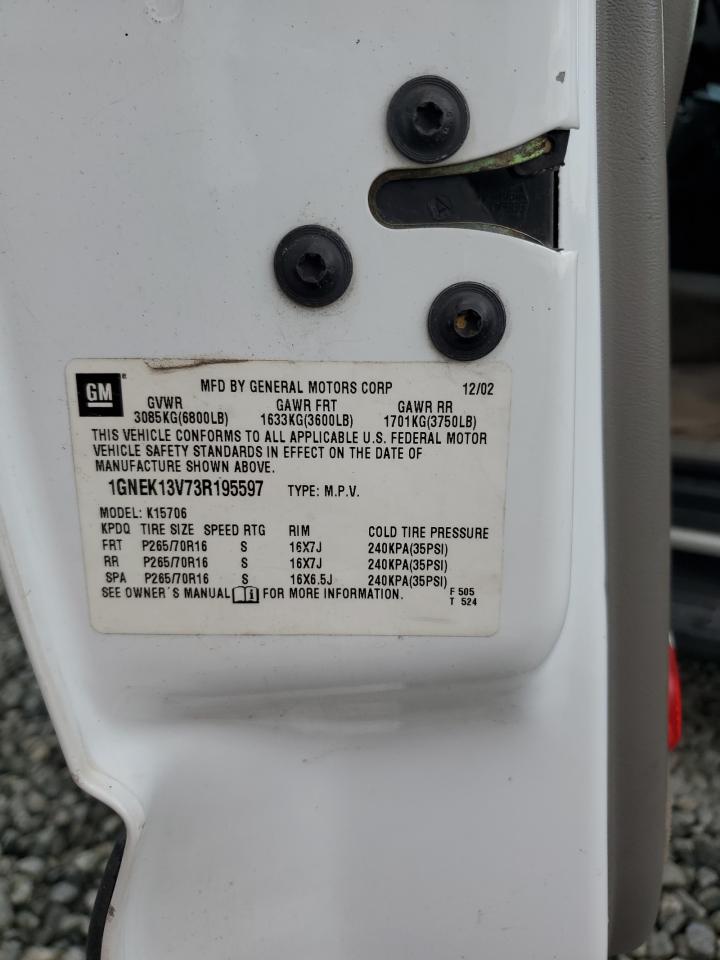 GM
MFD BY GENERAL MOTORS CORP 12/02
GVWR GAWR FRT GAWR RR
3085KG(6800LB) 1633KG(3600LB) 1701KG(3750LB)
THIS VEHICLE CONFORMS TO ALL APPLICABLE U.S. FEDERAL MOTOR
VEHICLE SAFETY STANDARDS IN EFFECT ON THE DATE OF
MANUFACTURE SHOWN ABOVE.
1GNEK13V73R195597 TYPE: M.P.V.
MODEL: K15706
KPDQ TIRE SIZE SPEED RTG RIM COLD TIRE PRESSURE
FRT P265/70R16 S 16X7J 240KPA(35PSI)
RR P265/70R16 S 16X7J 240KPA(35PSI)
SPA P265/70R16 S 16X6.5J 240KPA(35PSI)
SEE OWNER'S MANUAL FOR MORE INFORMATION.
F 505
T 524